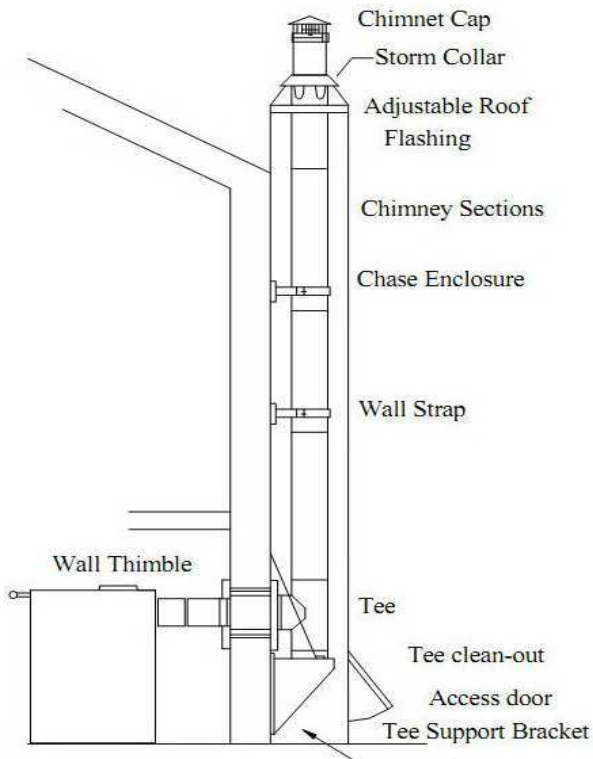 Chimnet Cap
Storm Collar
Adjustable Roof
Flashing
Chimney Sections
Chase Enclosure
Wall Strap
Wall Thimble
Tee
Tee clean-out
Access door
Tee Support Bracket